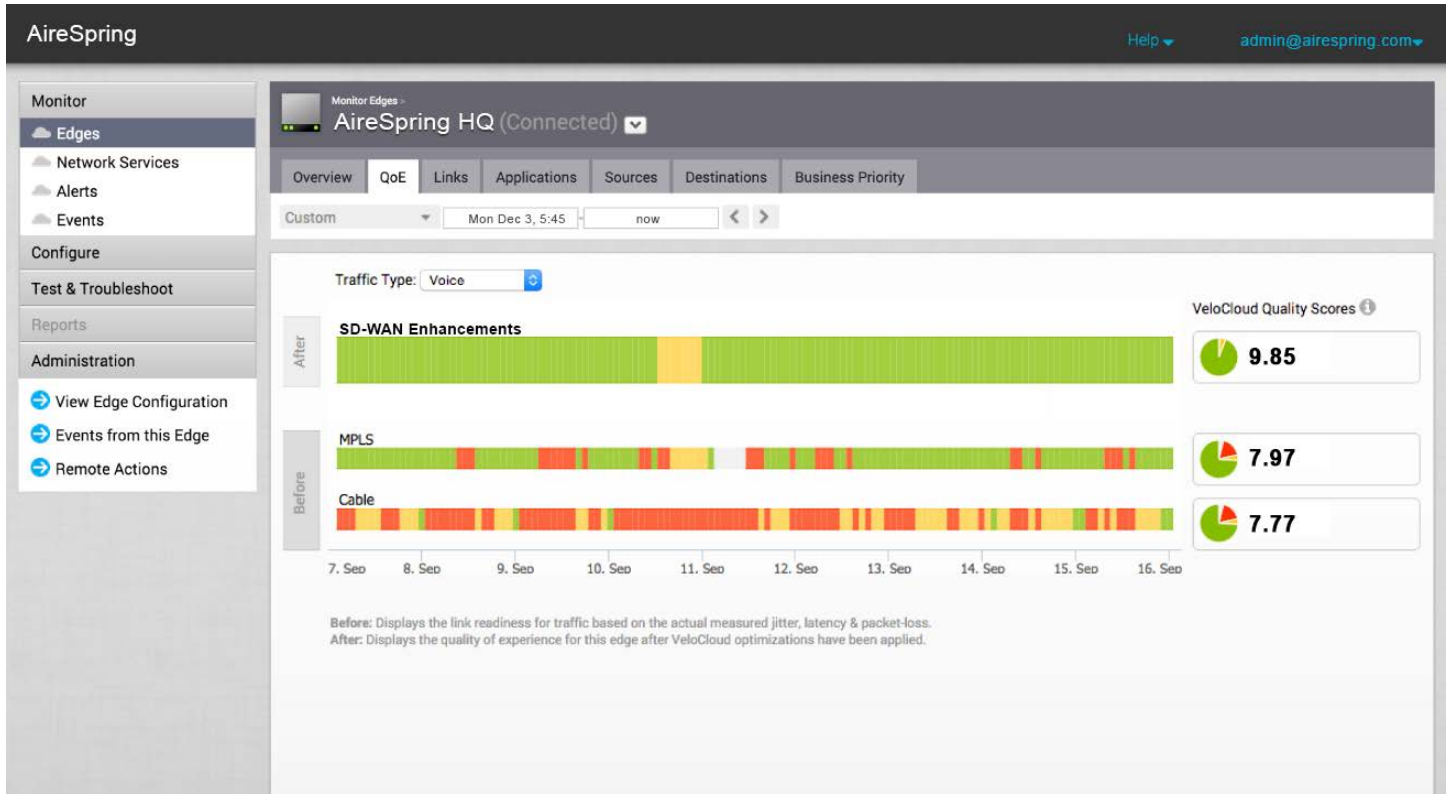 AireSpring
Help
admin@airespring.com
Monitor
Edges
Network Services
Alerts
Events
Configure
Test & Troubleshoot
Reports
Administration
View Edge Configuration
Events from this Edge
Remote Actions
Monitor Edges >
AireSpring HQ (Connected)
Overview QoE Links Applications Sources Destinations Business Priority
Custom Mon Dec 3, 5:45 - now
Traffic Type: Voice
VeloCloud Quality Scores
After
SD-WAN Enhancements
9.85
Before
MPLS
7.97
Cable
7.77
7. Sep 8. Sep 9. Sep 10. Sep 11. Sep 12. Sep 13. Sep 14. Sep 15. Sep 16. Sep
Before: Displays the link readiness for traffic based on the actual measured jitter, latency & packet-loss.
After: Displays the quality of experience for this edge after VeloCloud optimizations have been applied.